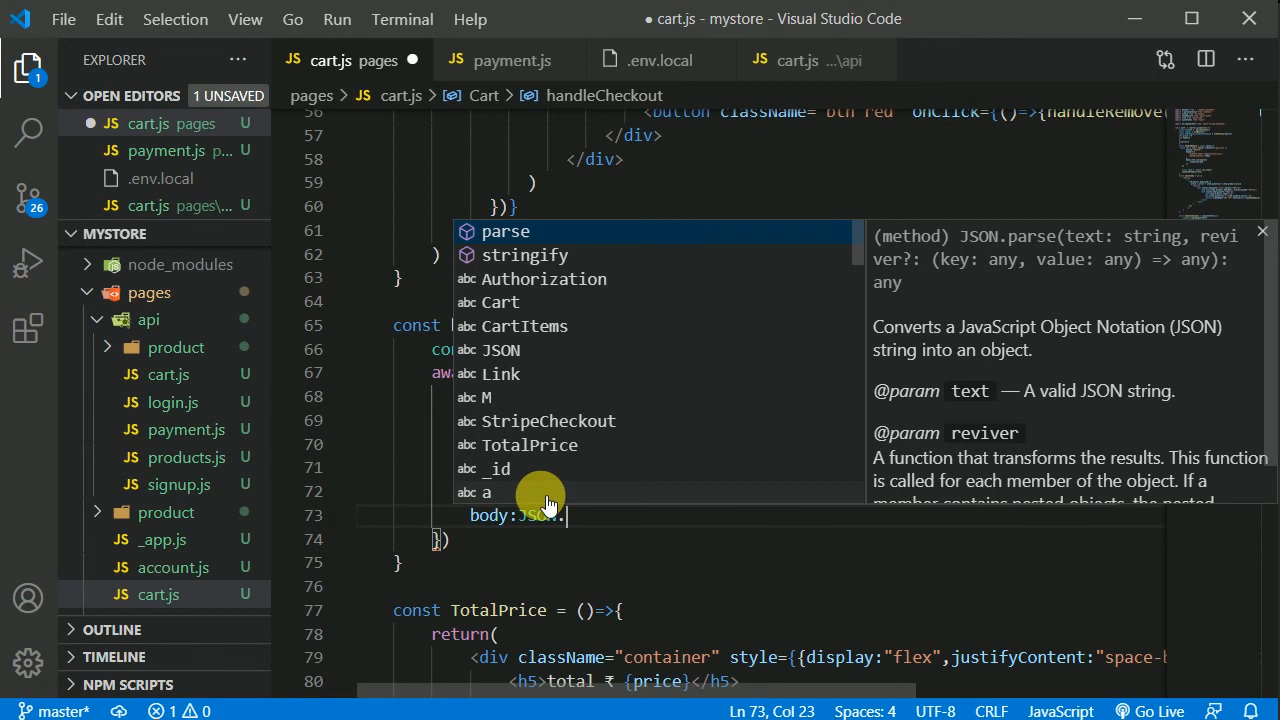 File Edit Selection View Go Run Terminal Help ● cart.js - mystore - Visual Studio Code
EXPLORER ···
JS cart.js pages ● JS payment.js .env.local JS cart.js ...\api
OPEN EDITORS 1 UNSAVED
pages > JS cart.js > Cart > handleCheckout
● JS cart.js pages U
JS payment.js p... U
.env.local
JS cart.js pages\... U
MYSTORE
node_modules
pages
api
product
JS cart.js U
JS login.js U
JS payment.js U
JS products.js U
JS signup.js U
product
JS _app.js U
JS account.js U
JS cart.js U
OUTLINE
TIMELINE
NPM SCRIPTS
1
26
56 <button className="btn red" onClick={()=>{handleRemove(
57 </div>
58 </div>
59 )
60 })}
61
62 )
63 }
64
65 const
66 con
67 awa
68
69
70
71
72
73 body:JSON.
74 })
75 }
76
77 const TotalPrice = ()=>{
78 return(
79 <div className="container" style={{display:"flex",justifyContent:"space-b
80 <h5>total ₹ {price}</h5>
parse
stringify
abc Authorization
abc Cart
abc CartItems
abc JSON
abc Link
abc M
abc StripeCheckout
abc TotalPrice
abc _id
abc a
(method) JSON.parse(text: string, revi
ver?: (key: any, value: any) => any):
any
Converts a JavaScript Object Notation (JSON)
string into an object.
@param text — A valid JSON string.
@param reviver
A function that transforms the results. This function
is called for each member of the object. If a
member contains nested objects, the nested
master* 1 0 Ln 73, Col 23 Spaces: 4 UTF-8 CRLF JavaScript Go Live